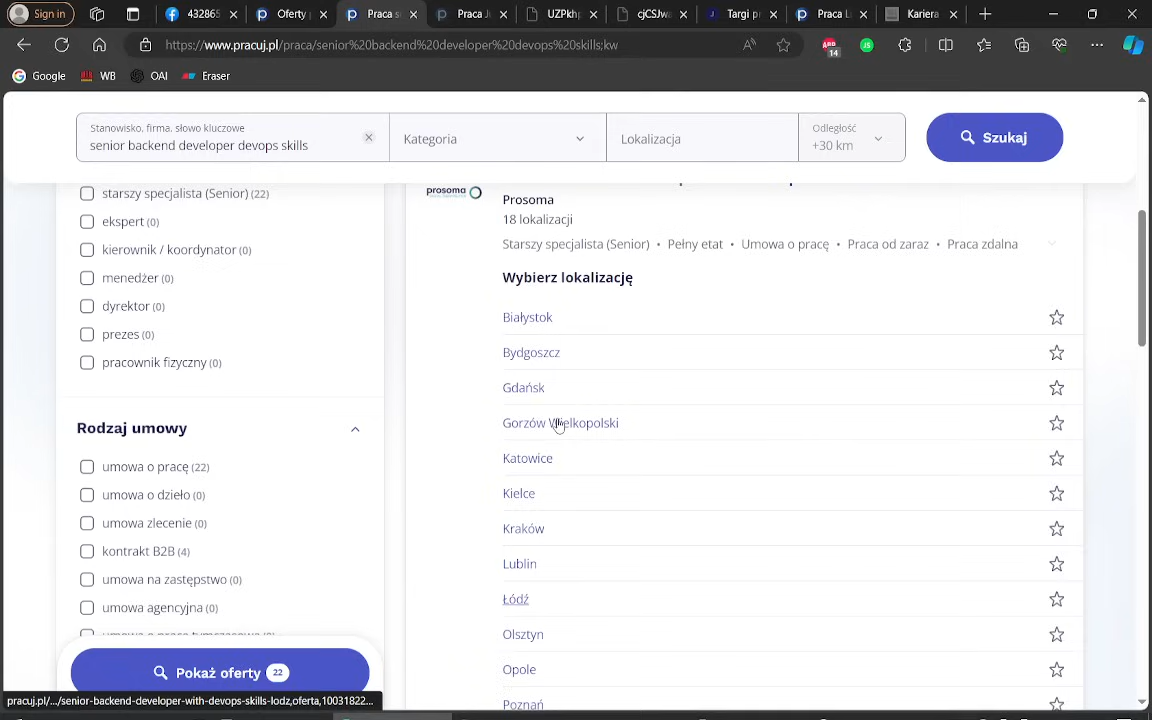 Sign in
432865
Oferty
Praca s
Praca J
UZPkhp
cjCSJwa
Targi p
Praca L
Kariera
https://www.pracuj.pl/praca/senior%20backend%20developer%20devops%20skills;kw
14
Google
WB
OAI
Eraser
Stanowisko, firma, słowo kluczowe
senior backend developer devops skills
Kategoria
Lokalizacja
Odległość
+30 km
Szukaj
starszy specjalista (Senior) (22)
ekspert (0)
kierownik / koordynator (0)
menedżer (0)
dyrektor (0)
prezes (0)
pracownik fizyczny (0)
Rodzaj umowy
umowa o pracę (22)
umowa o dzieło (0)
umowa zlecenie (0)
kontrakt B2B (4)
umowa na zastępstwo (0)
umowa agencyjna (0)
Pokaż oferty 22
prosoma
Prosoma
18 lokalizacji
Starszy specjalista (Senior) • Pełny etat • Umowa o pracę • Praca od zaraz • Praca zdalna
Wybierz lokalizację
Białystok
Bydgoszcz
Gdańsk
Gorzów Wielkopolski
Katowice
Kielce
Kraków
Lublin
Łódź
Olsztyn
Opole
Poznań
pracuj.pl/.../senior-backend-developer-with-devops-skills-lodz,oferta,10031822...